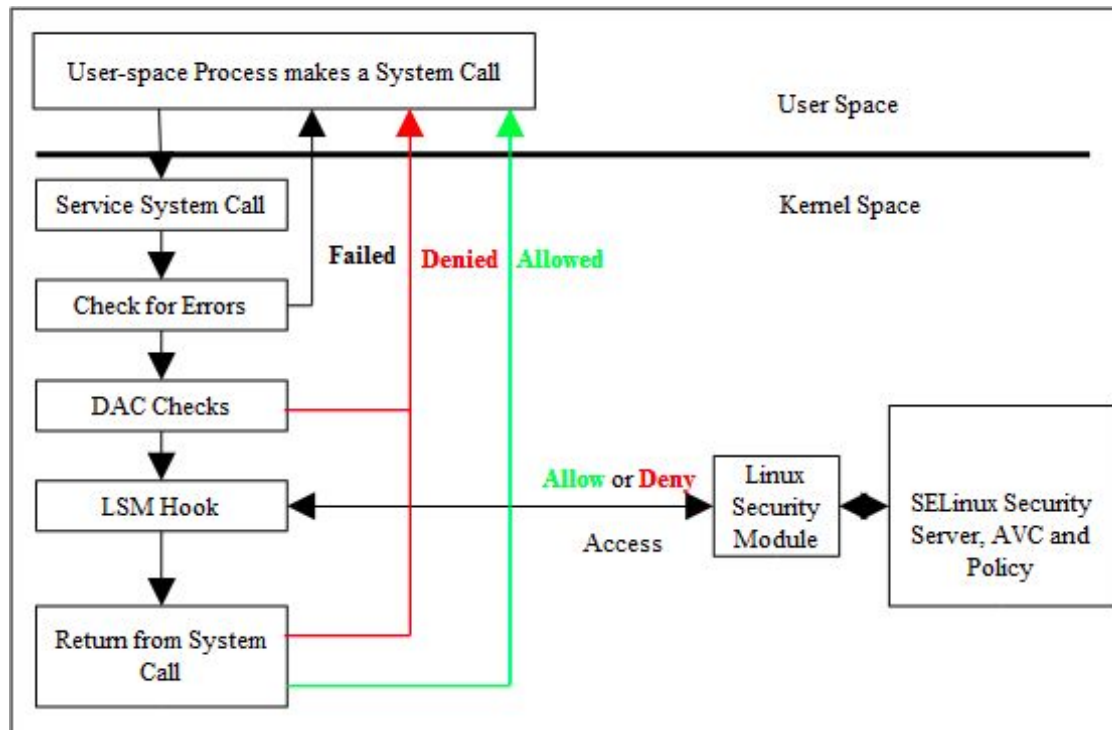 User-space Process makes a System Call
User Space
Service System Call
Kernel Space
Failed
Denied
Allowed
Check for Errors
DAC Checks
LSM Hook
Allow or Deny
Access
Linux
Security
Module
SELinux Security
Server, AVC and
Policy
Return from System
Call